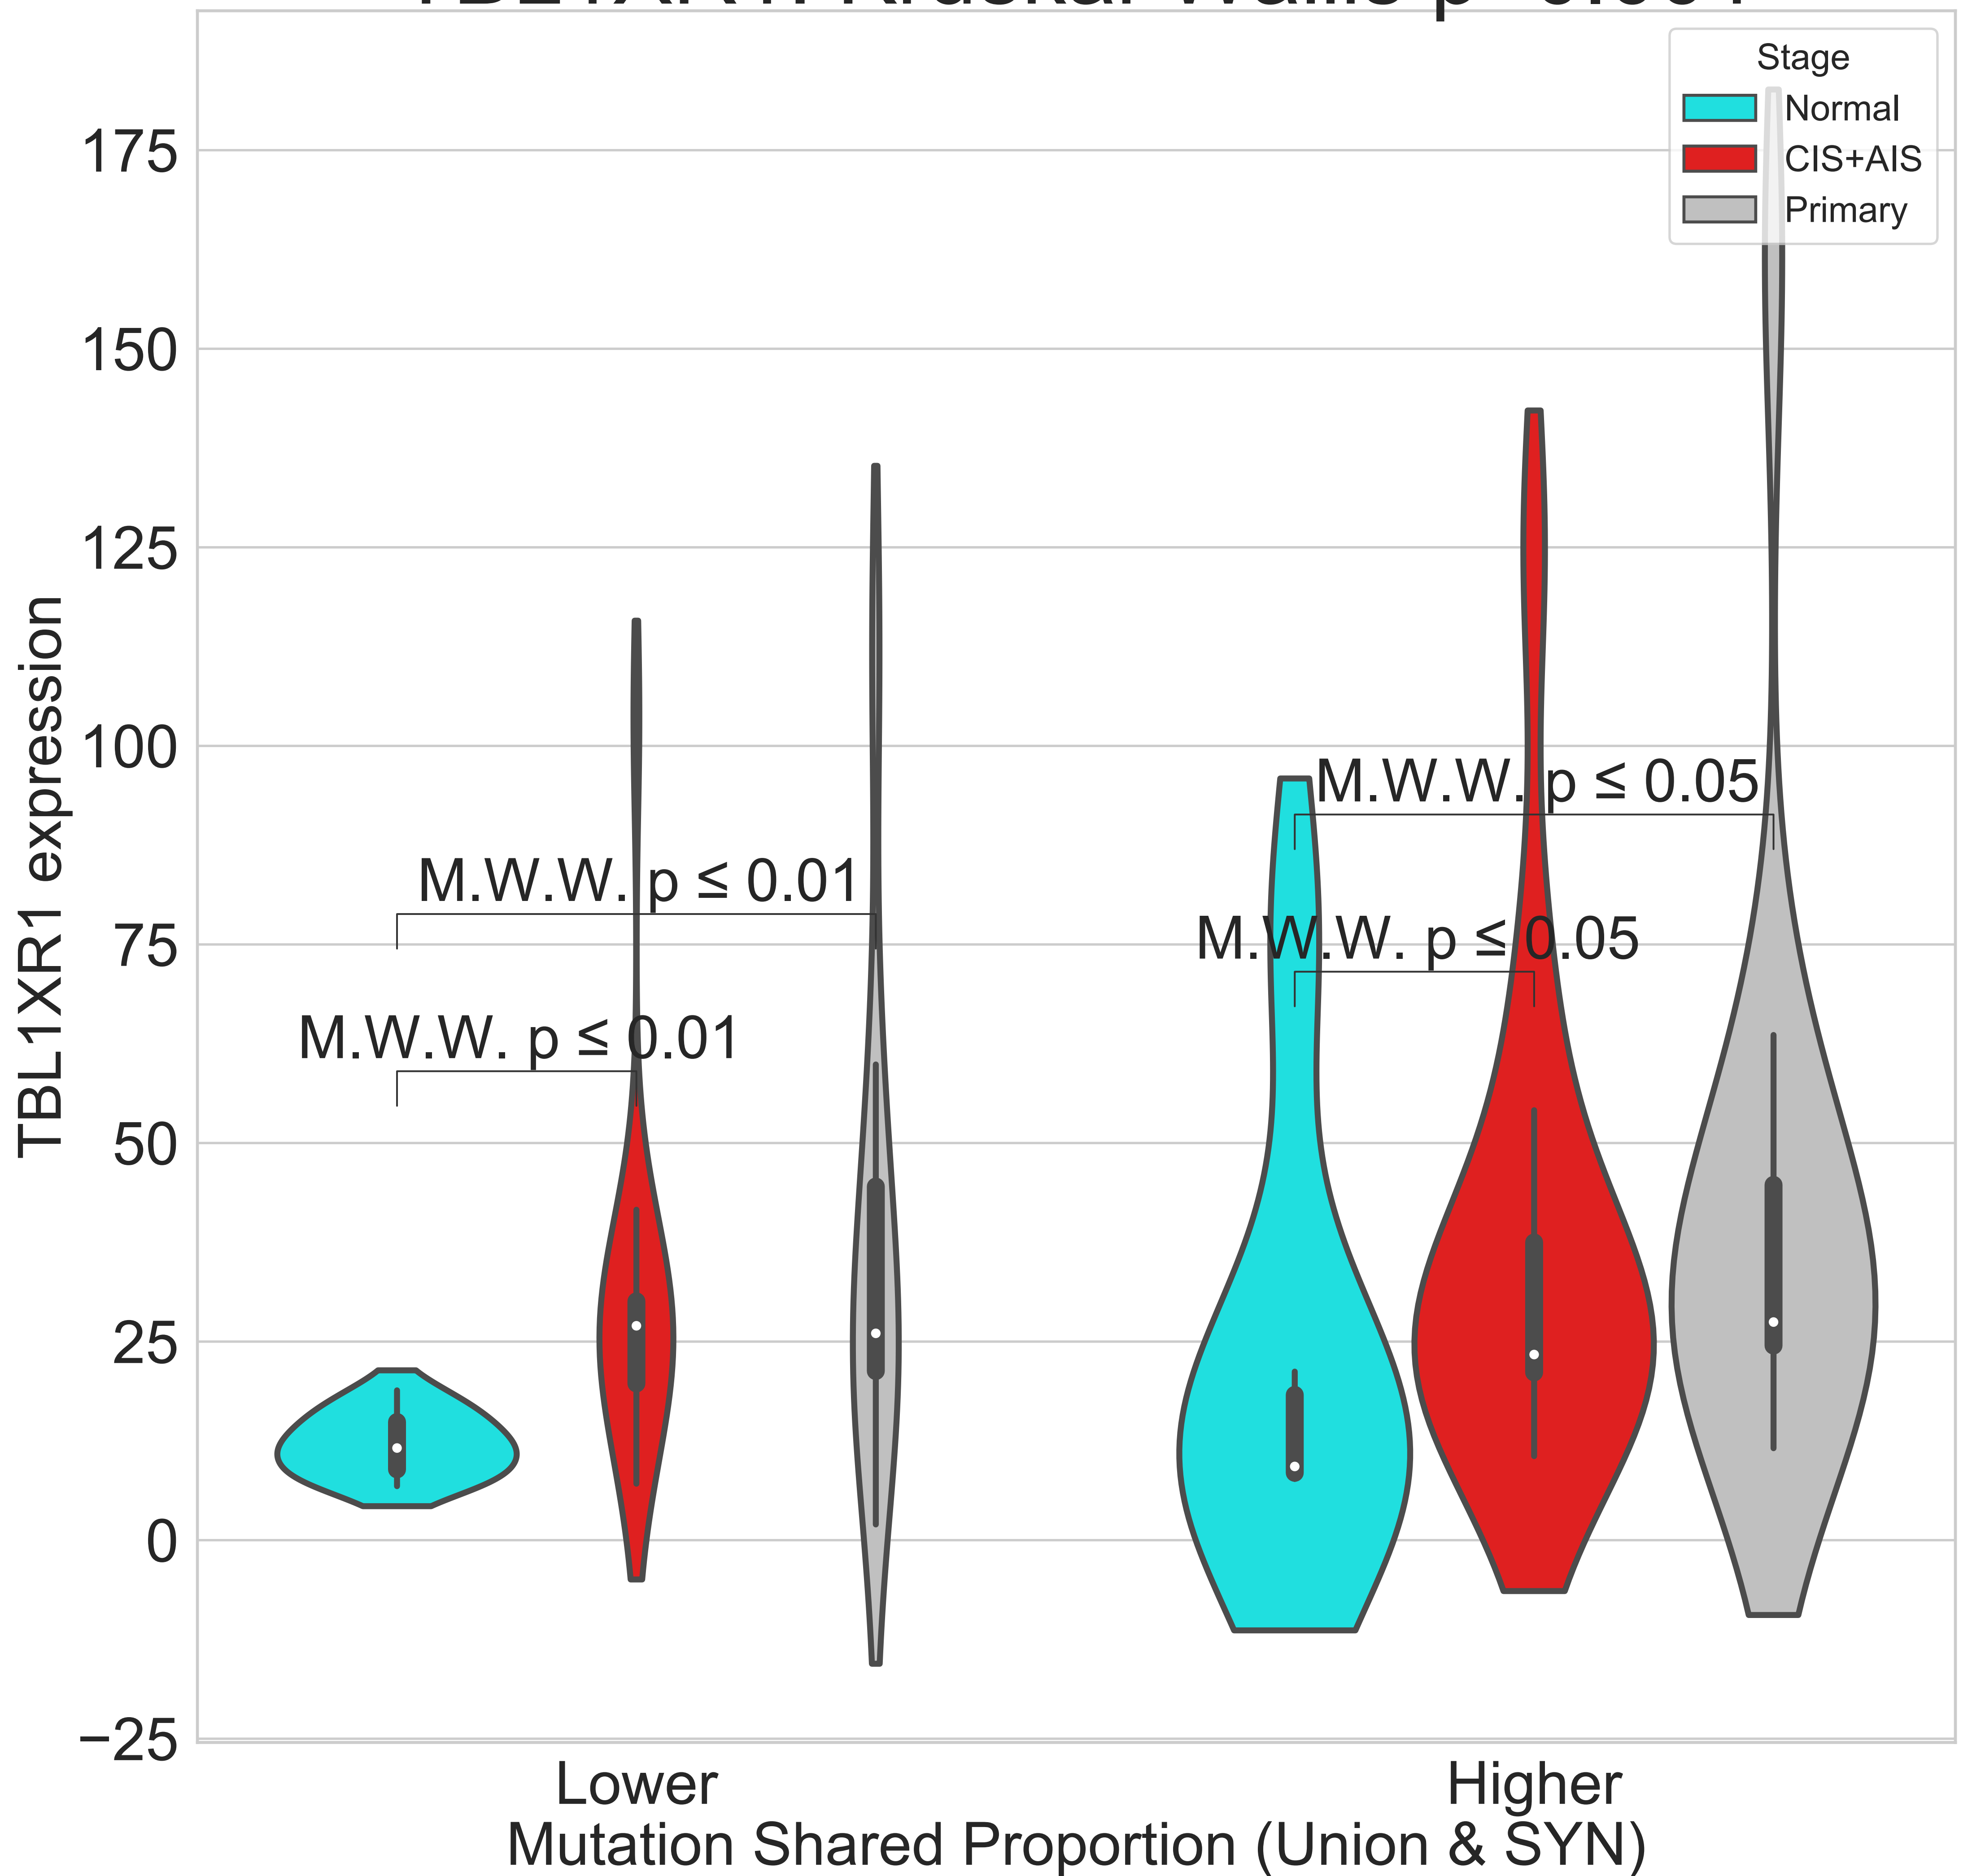 Stage
Normal
CIS+AIS
Primary
175
150
125
100
75
50
25
0
−25
TBL1XR1 expression
M.W.W. p ≤ 0.05
M.W.W. p ≤ 0.01
M.W.W. p ≤ 0.05
M.W.W. p ≤ 0.01
Lower
Higher
Mutation Shared Proportion (Union & SYN)